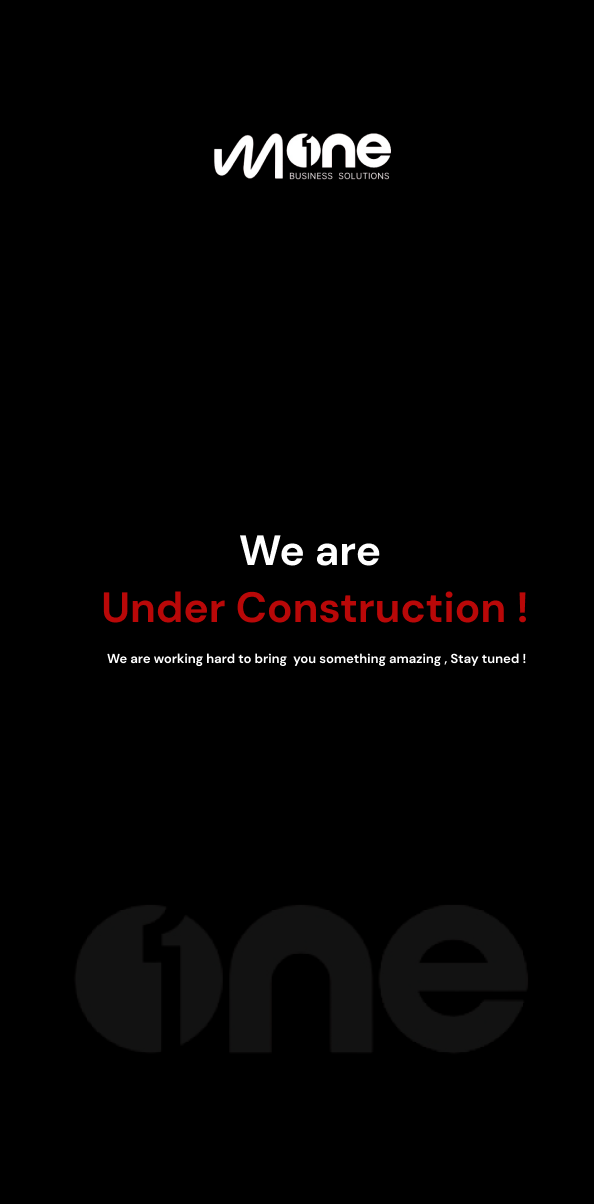 Mone
BUSINESS SOLUTIONS
We are
Under Construction !
We are working hard to bring  you something amazing , Stay tuned !
one